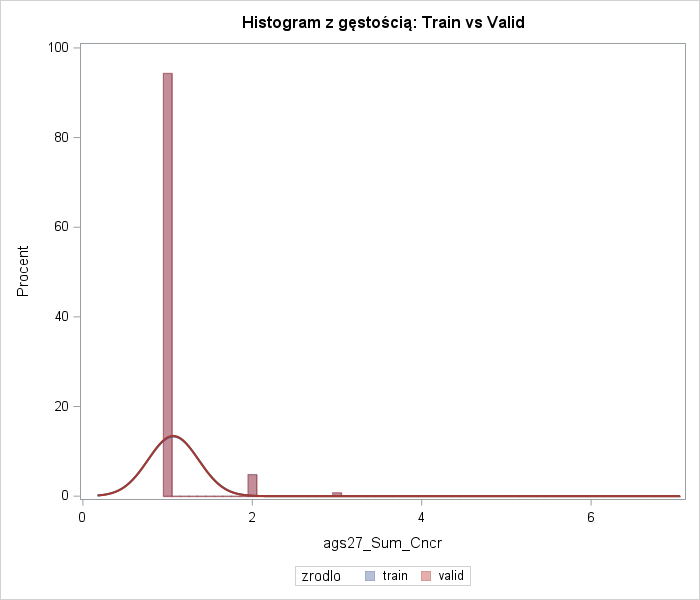 Histogram z gęstością: Train vs Valid
100
80
60
40
20
0
Procent
0 2 4 6
ags27_Sum_Cncr
zrodlo train valid